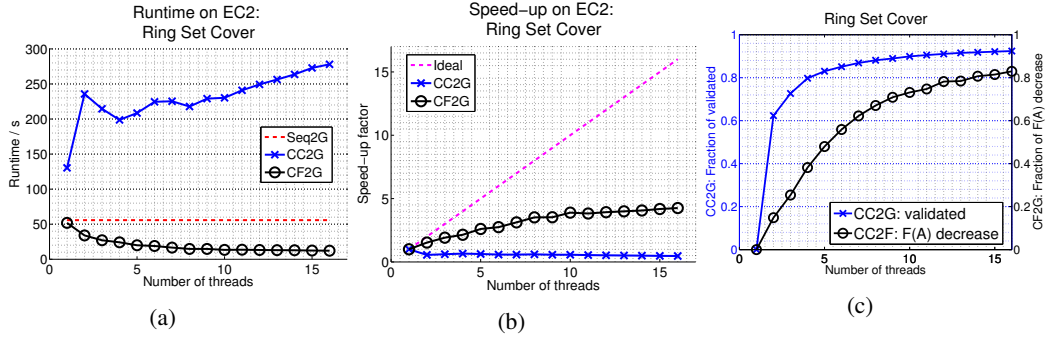 Runtime on EC2:
Ring Set Cover
300
250
200
150
100
50
0
Runtime / s
Seq2G
CC2G
CF2G
0
5
10
15
Number of threads
(a)
Speed-up on EC2:
Ring Set Cover
15
10
5
0
Speed-up factor
Ideal
CC2G
CF2G
0
5
10
15
Number of threads
(b)
Ring Set Cover
1
0.8
0.6
0.4
0.2
0
CC2G: Fraction of validated
CC2G: validated
CC2F: F(A) decrease
1
0.8
0.6
0.4
0.2
0
CF2G: Fraction of F(A) decrease
0
5
10
15
Number of threads
(c)